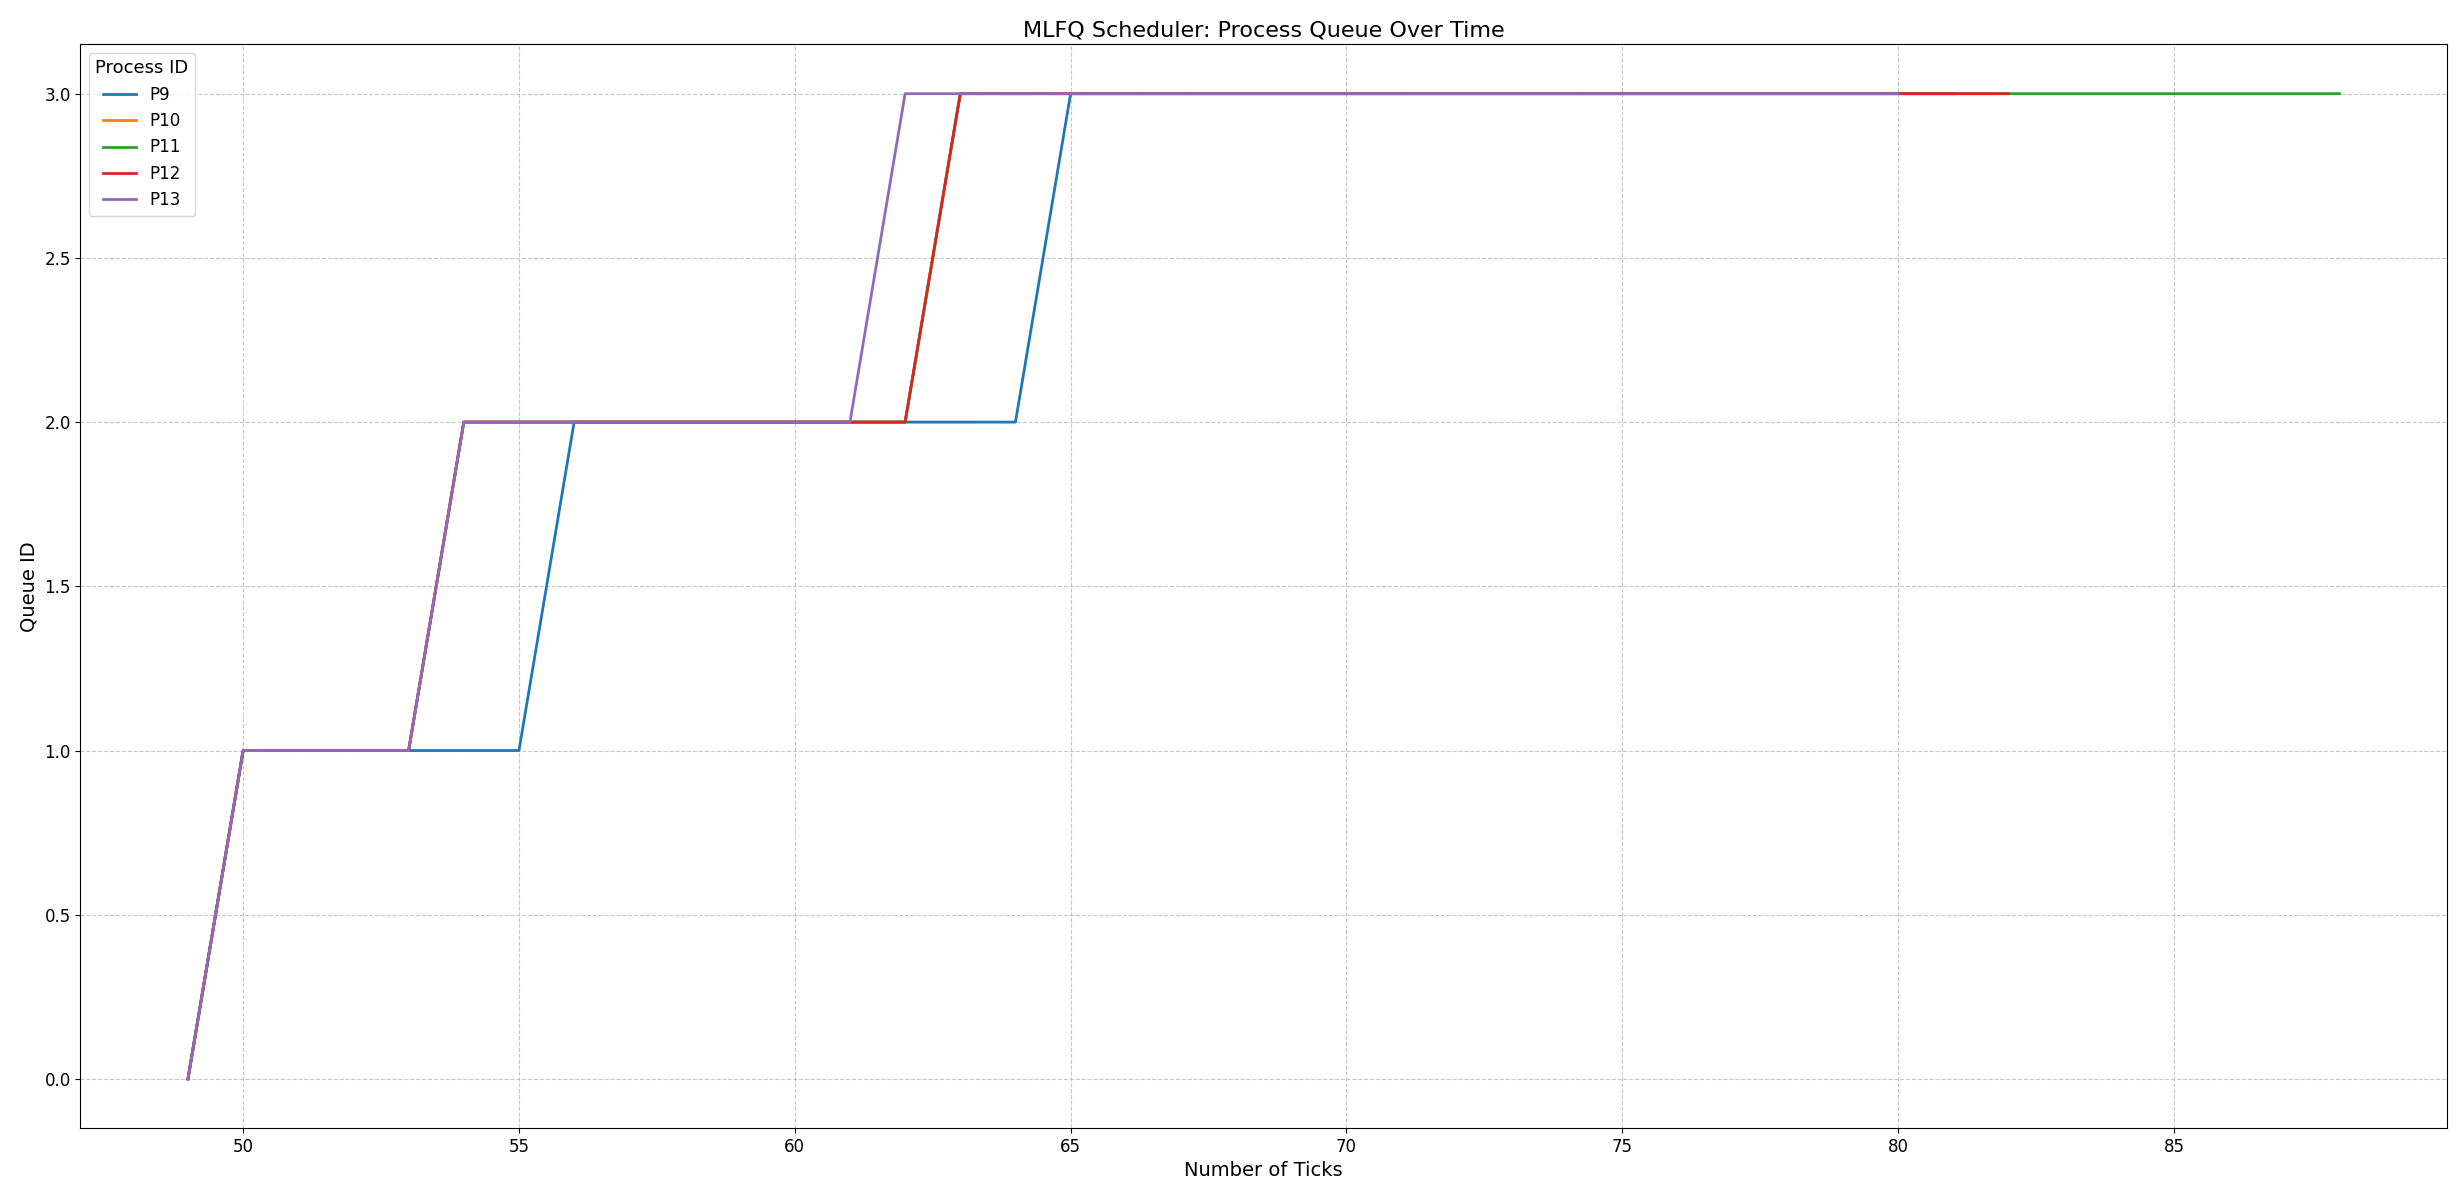 MLFQ Scheduler: Process Queue Over Time
Process ID
P9
P10
P11
P12
P13
3.0
2.5
2.0
1.5
1.0
0.5
0.0
Queue ID
50 55 60 65 70 75 80 85
Number of Ticks